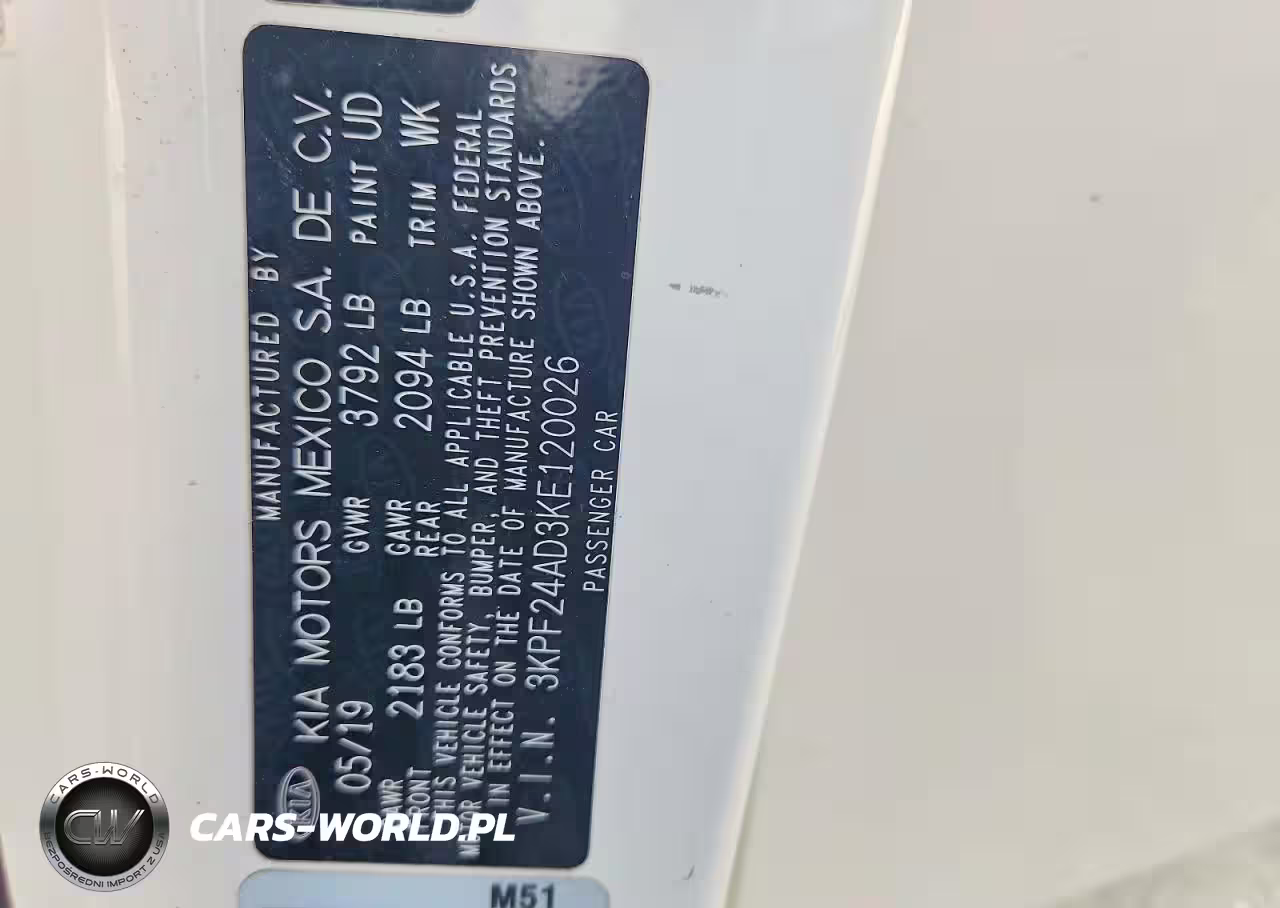 MANUFACTURED BY
KIA KIA MOTORS MEXICO S.A. DE C.V.
05/19 GVWR 3792 LB PAINT UD
GAWR FRONT 2183 LB GAWR REAR 2094 LB TRIM WK
THIS VEHICLE CONFORMS TO ALL APPLICABLE U.S.A. FEDERAL
MOTOR VEHICLE SAFETY, BUMPER, AND THEFT PREVENTION STANDARDS
IN EFFECT ON THE DATE OF MANUFACTURE SHOWN ABOVE.
V.I.N. 3KPF24AD3KE120026
PASSENGER CAR
M51
CARS-WORLD
CW
BEZPOŚREDNI IMPORT Z USA
CARS-WORLD.PL